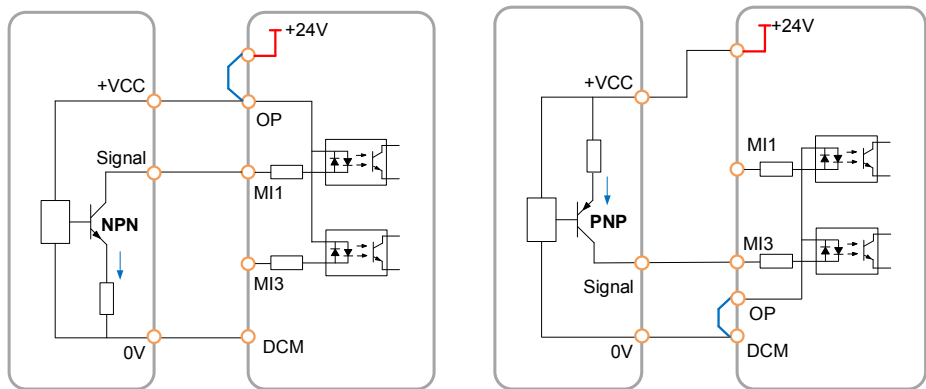 +24V
+VCC
OP
Signal
MI1
NPN
MI3
0V
DCM
+24V
+VCC
MI1
PNP
MI3
Signal
OP
0V
DCM